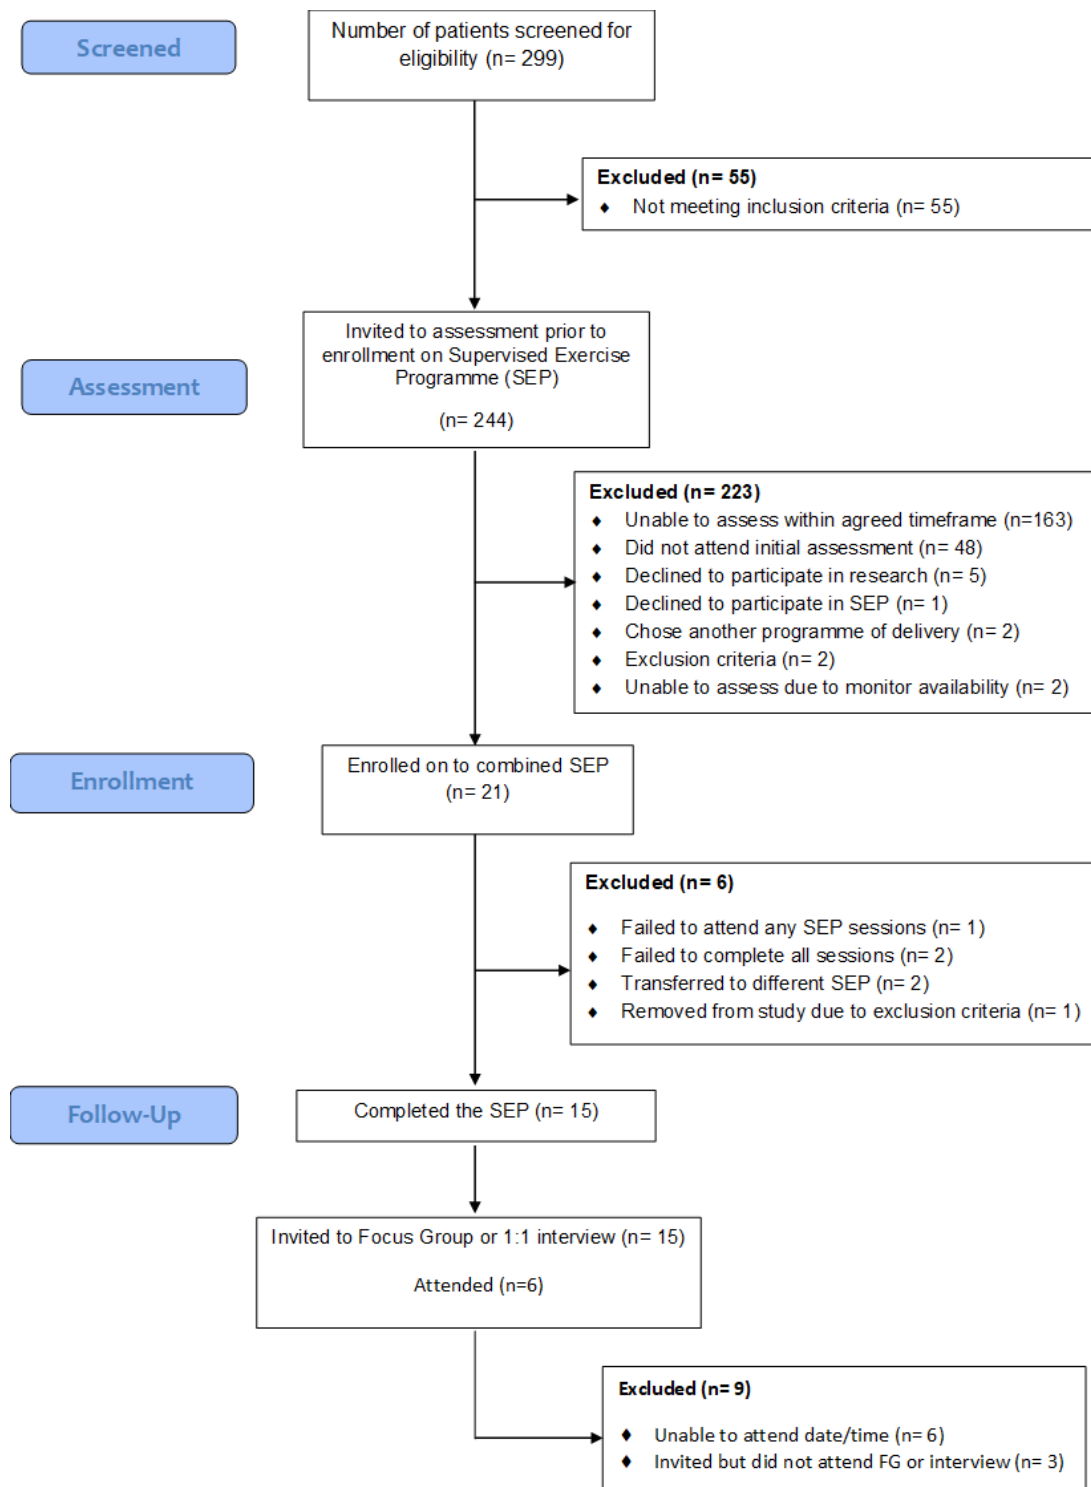 Screened
Number of patients screened for
eligibility (n= 299)
Excluded (n= 55)
♦ Not meeting inclusion criteria (n= 55)
Assessment
Invited to assessment prior to
enrollment on Supervised Exercise
Programme (SEP)
(n= 244)
Excluded (n= 223)
♦ Unable to assess within agreed timeframe (n=163)
♦ Did not attend initial assessment (n= 48)
♦ Declined to participate in research (n= 5)
♦ Declined to participate in SEP (n= 1)
♦ Chose another programme of delivery (n= 2)
♦ Exclusion criteria (n= 2)
♦ Unable to assess due to monitor availability (n= 2)
Enrollment
Enrolled on to combined SEP
(n= 21)
Excluded (n= 6)
♦ Failed to attend any SEP sessions (n= 1)
♦ Failed to complete all sessions (n= 2)
♦ Transferred to different SEP (n= 2)
♦ Removed from study due to exclusion criteria (n= 1)
Follow-Up
Completed the SEP (n= 15)
Invited to Focus Group or 1:1 interview (n= 15)
Attended (n=6)
Excluded (n= 9)
♦ Unable to attend date/time (n= 6)
♦ Invited but did not attend FG or interview (n= 3)